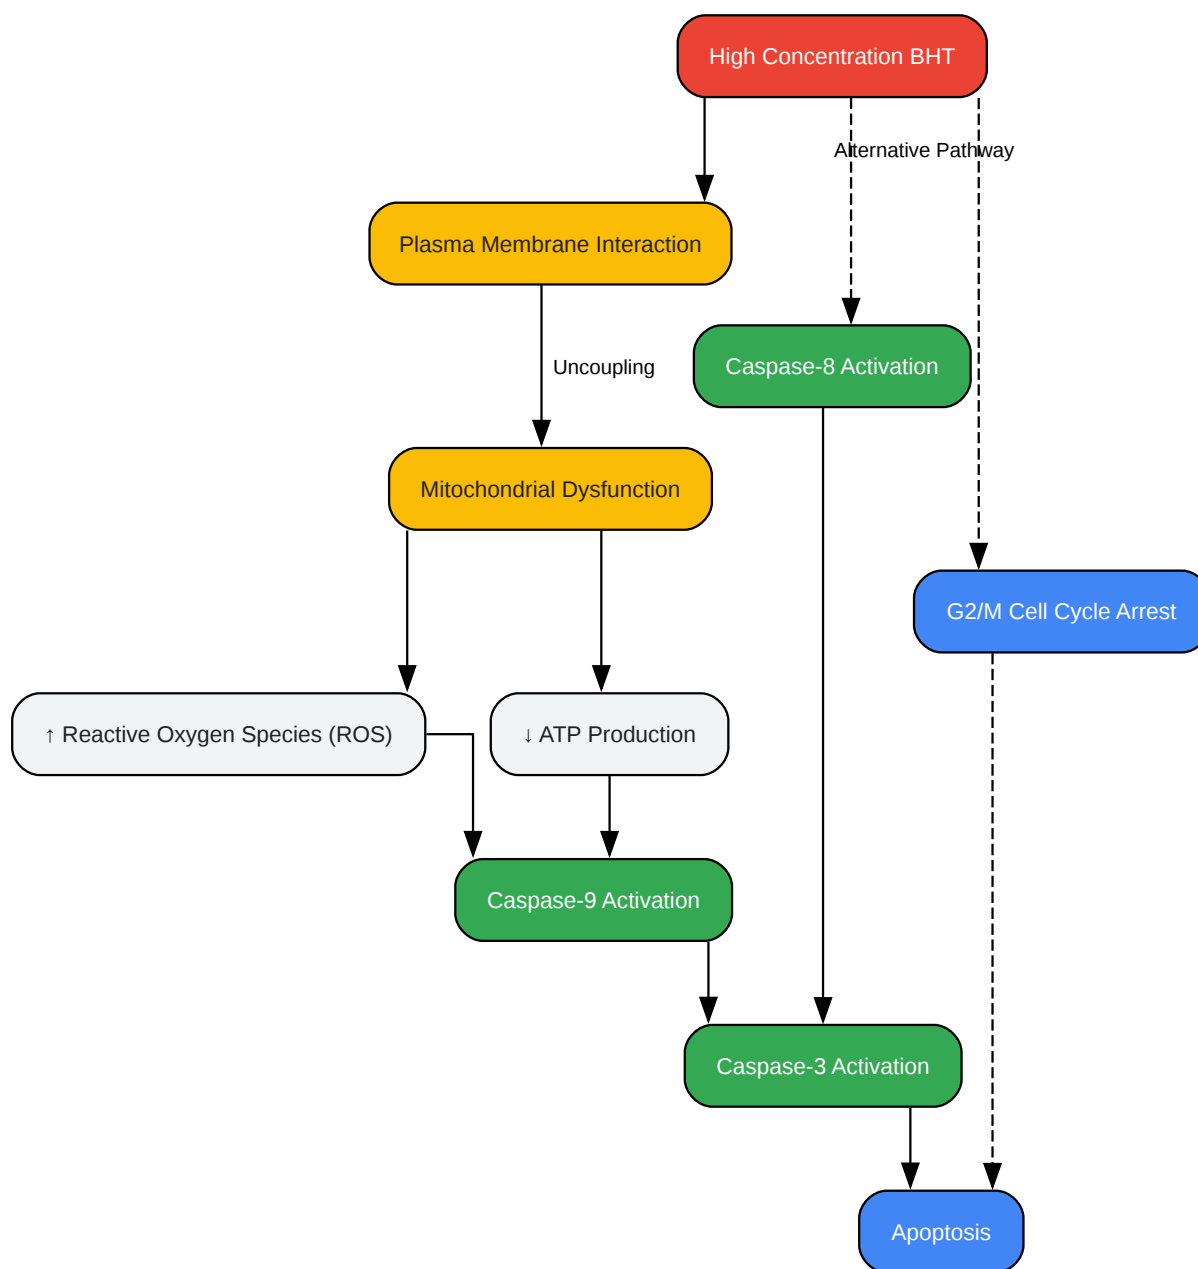 High Concentration BHT
Alternative Pathway
Plasma Membrane Interaction
Uncoupling
Caspase-8 Activation
Mitochondrial Dysfunction
G2/M Cell Cycle Arrest
↑ Reactive Oxygen Species (ROS)
↓ ATP Production
Caspase-9 Activation
Caspase-3 Activation
Apoptosis